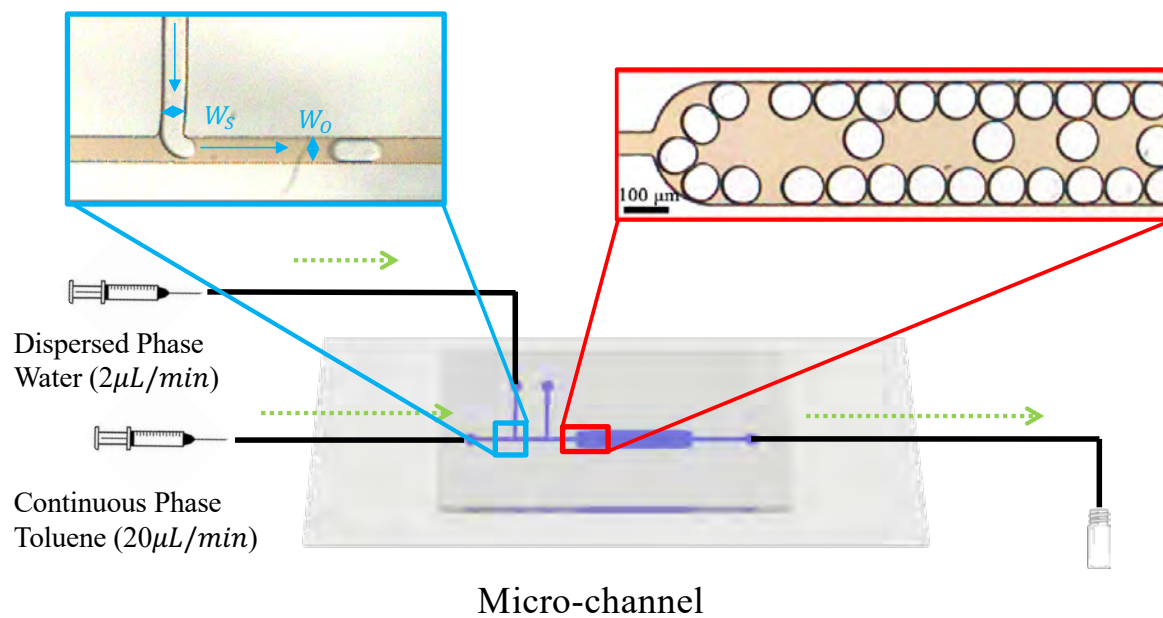 W_S
W_O
100 μm
Dispersed Phase
Water (2μL/min)
Continuous Phase
Toluene (20μL/min)
Micro-channel